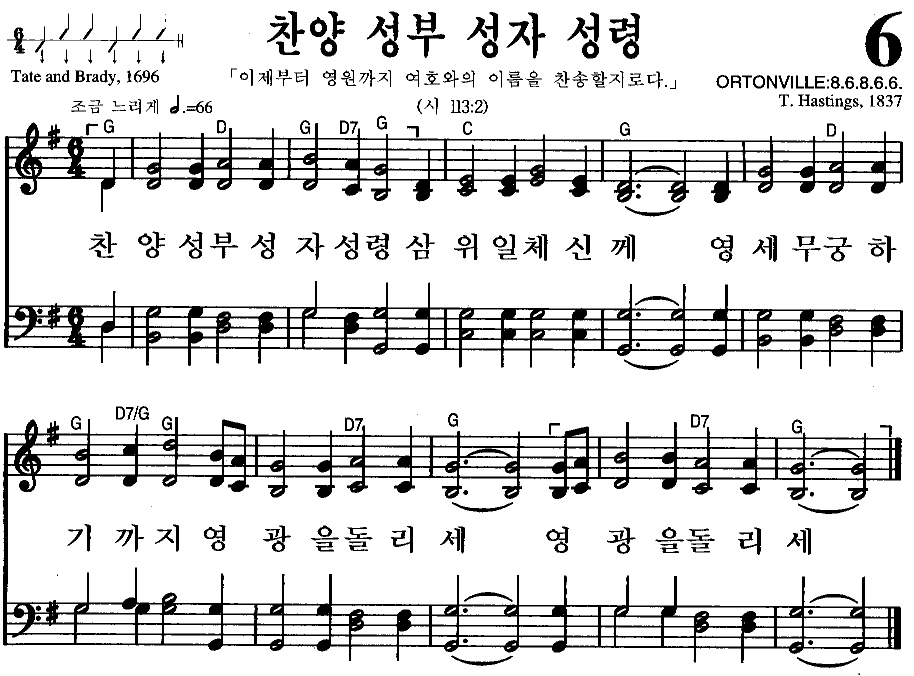 찬양 성부 성자 성령
6
6/4
Tate and Brady, 1696
「이제부터 영원까지 여호와의 이름을 찬송할지로다.」
ORTONVILLE:8.6.8.6.6.
조금 느리게 𝅗𝅥.=66
(시 113:2)
T. Hastings, 1837
G D G D7 G C G D
6/4
찬 양 성부 성 자 성령 삼 위 일체 신 께 영 세 무궁 하
6/4
G D7/G G D7 G D7 G
기 까 지 영 광 을돌 리 세 영 광 을돌 리 세